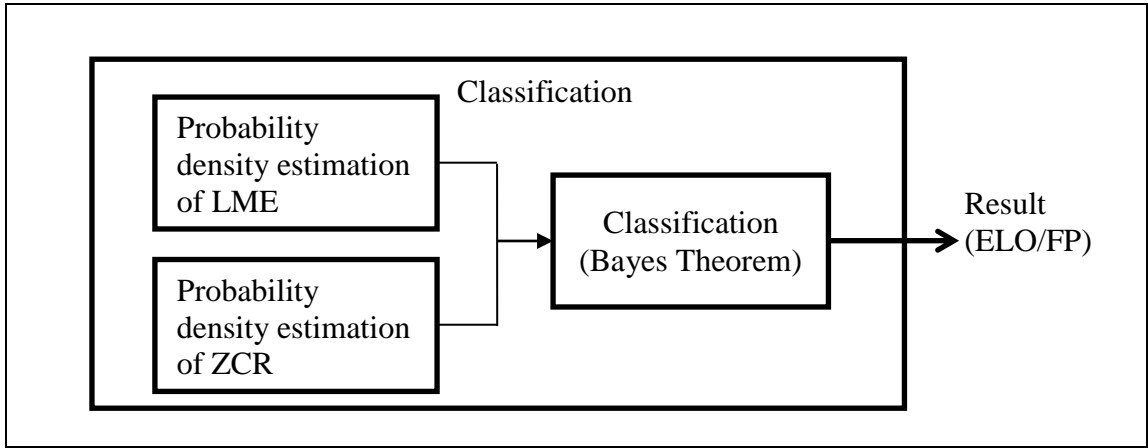 Classification
Probability
density estimation
of LME
Probability
density estimation
of ZCR
Classification
(Bayes Theorem)
Result
(ELO/FP)